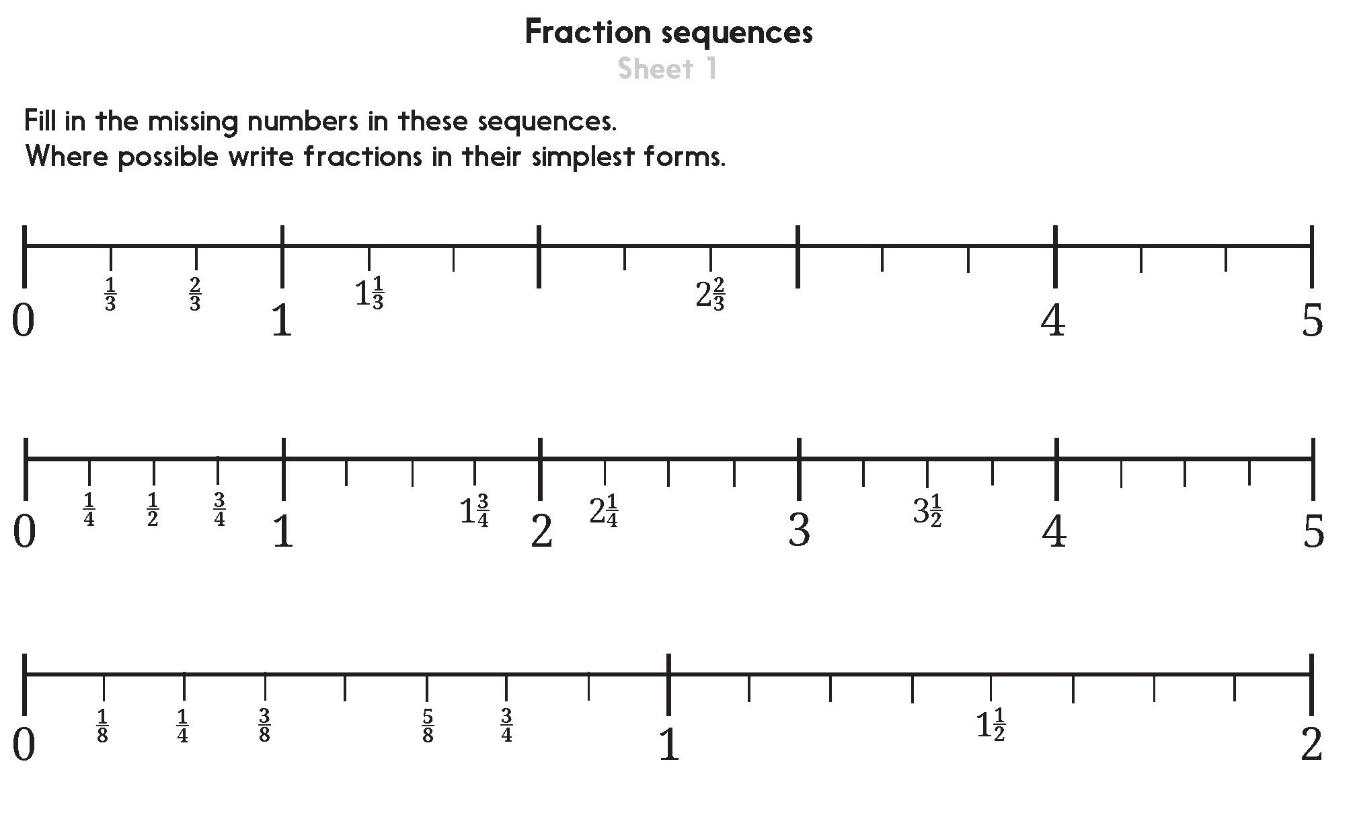 Fraction sequences
Sheet 1
Fill in the missing numbers in these sequences.
Where possible write fractions in their simplest forms.
1/3 2/3 1 1/3 2 2/3
0 1 4 5
1/4 1/2 3/4 1 3/4 2 1/4 3 1/2
0 1 2 3 4 5
1/8 1/4 3/8 5/8 3/4 1 1/2
0 1 2